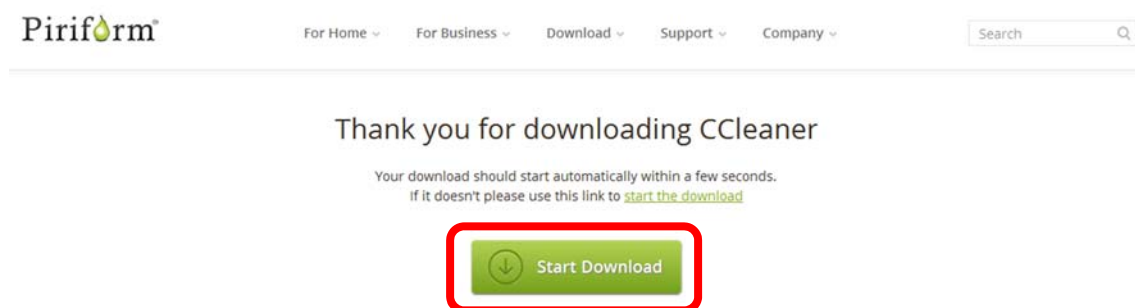 Piriform®
For Home For Business Download Support Company Search
Thank you for downloading CCleaner
Your download should start automatically within a few seconds.
If it doesn't please use this link to start the download
Start Download